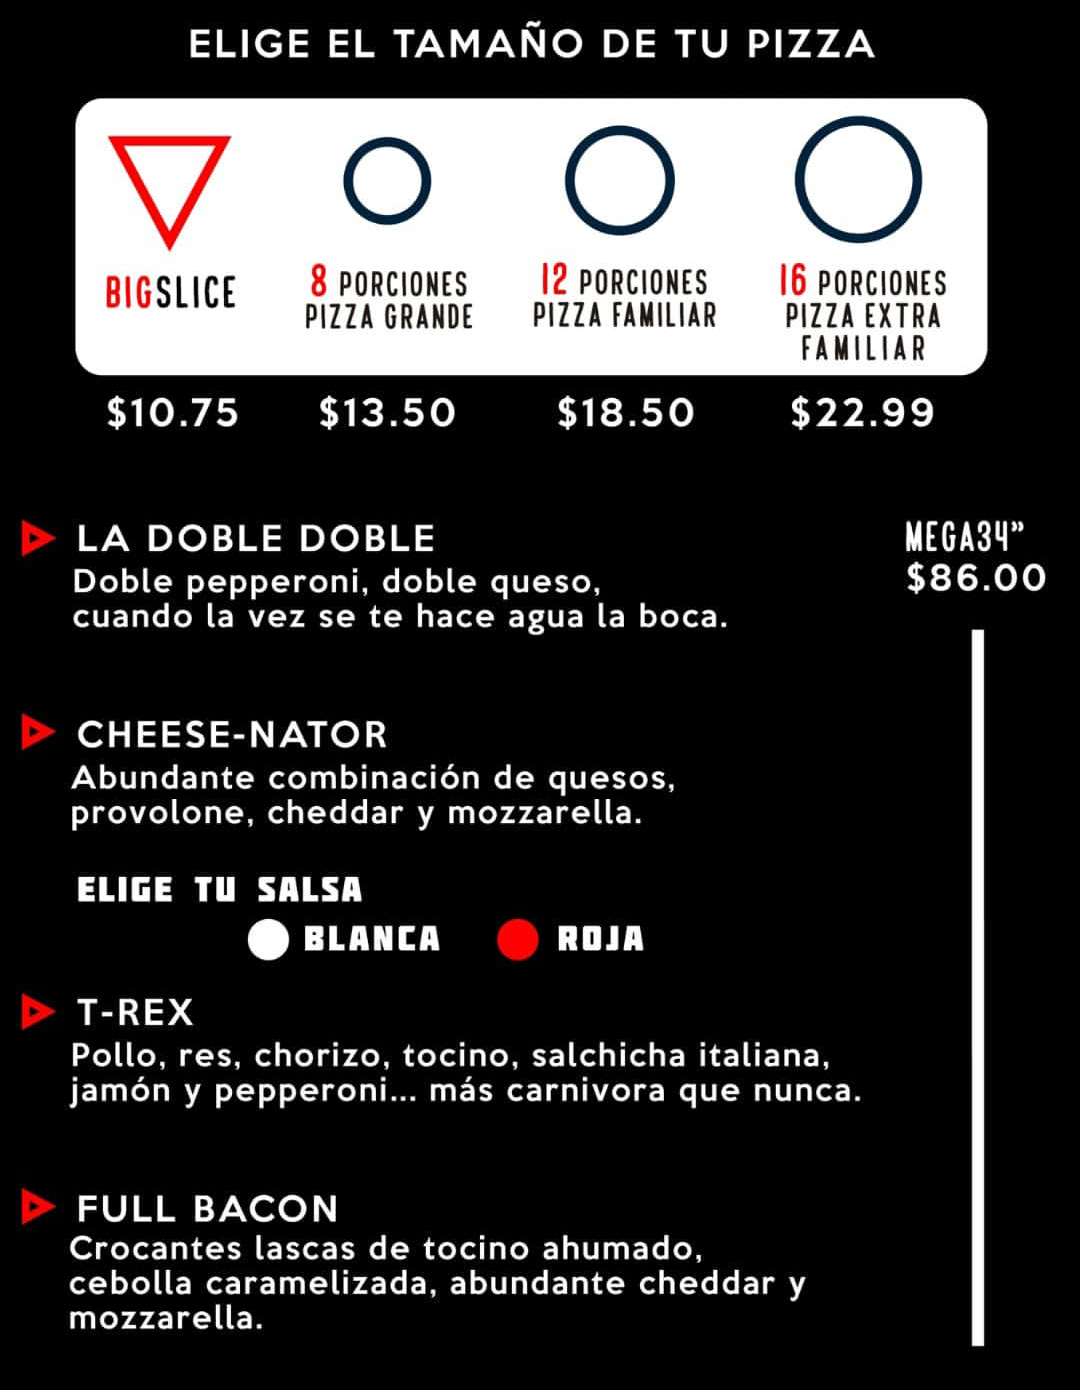 ELIGE EL TAMAÑO DE TU PIZZA
BIGSLICE
8 PORCIONES
PIZZA GRANDE
12 PORCIONES
PIZZA FAMILIAR
16 PORCIONES
PIZZA EXTRA
FAMILIAR
$10.75 $13.50 $18.50 $22.99
LA DOBLE DOBLE
Doble pepperoni, doble queso,
cuando la vez se te hace agua la boca.
MEGA34”
$86.00
CHEESE-NATOR
Abundante combinación de quesos,
provolone, cheddar y mozzarella.
ELIGE TU SALSA
BLANCA ROJA
T-REX
Pollo, res, chorizo, tocino, salchicha italiana,
jamón y pepperoni... más carnivora que nunca.
FULL BACON
Crocantes lascas de tocino ahumado,
cebolla caramelizada, abundante cheddar y
mozzarella.